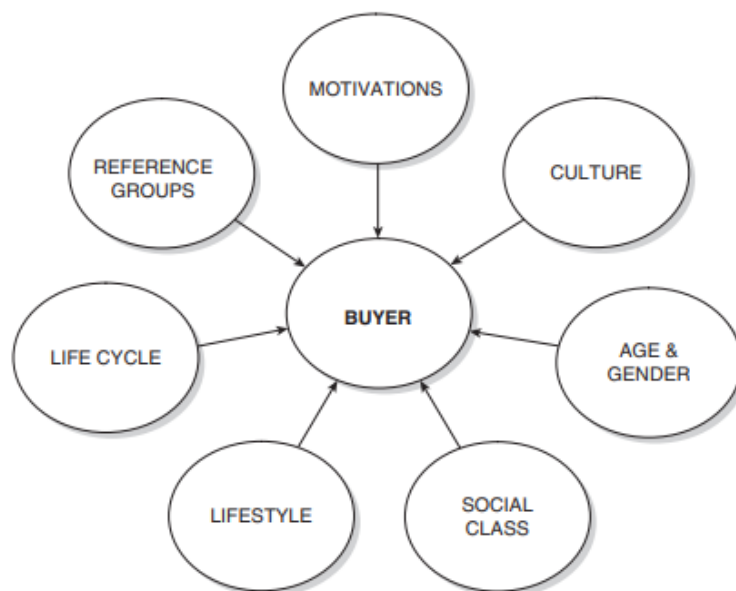 MOTIVATIONS
REFERENCE
GROUPS
CULTURE
BUYER
LIFE CYCLE
AGE &
GENDER
LIFESTYLE
SOCIAL
CLASS